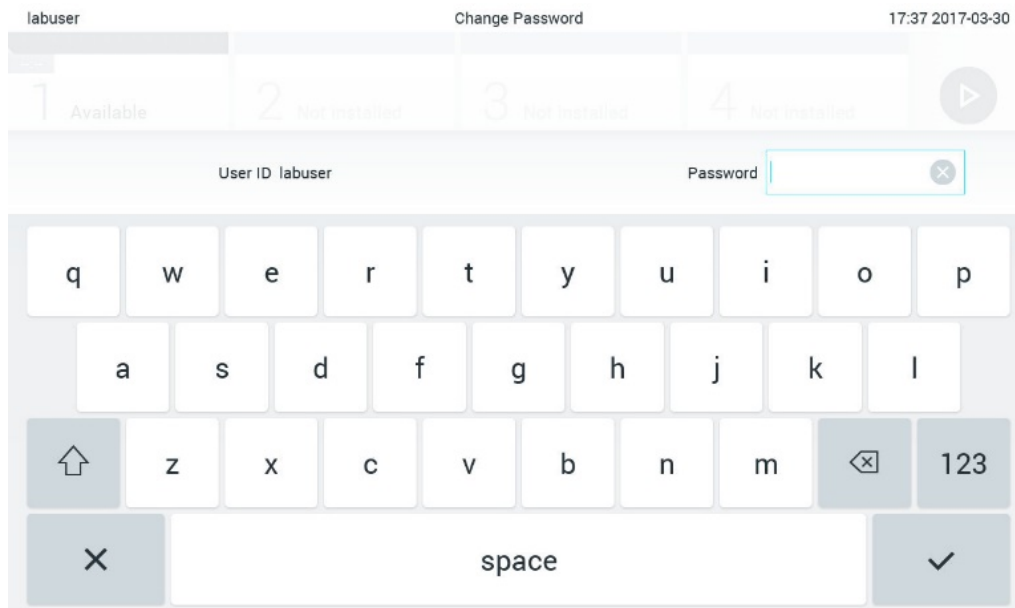 labuser Change Password 17:37 2017-03-30
1 Available 2 Not installed 3 Not installed 4 Not installed
User ID labuser Password
q w e r t y u i o p
a s d f g h j k l
z x c v b n m 123
space